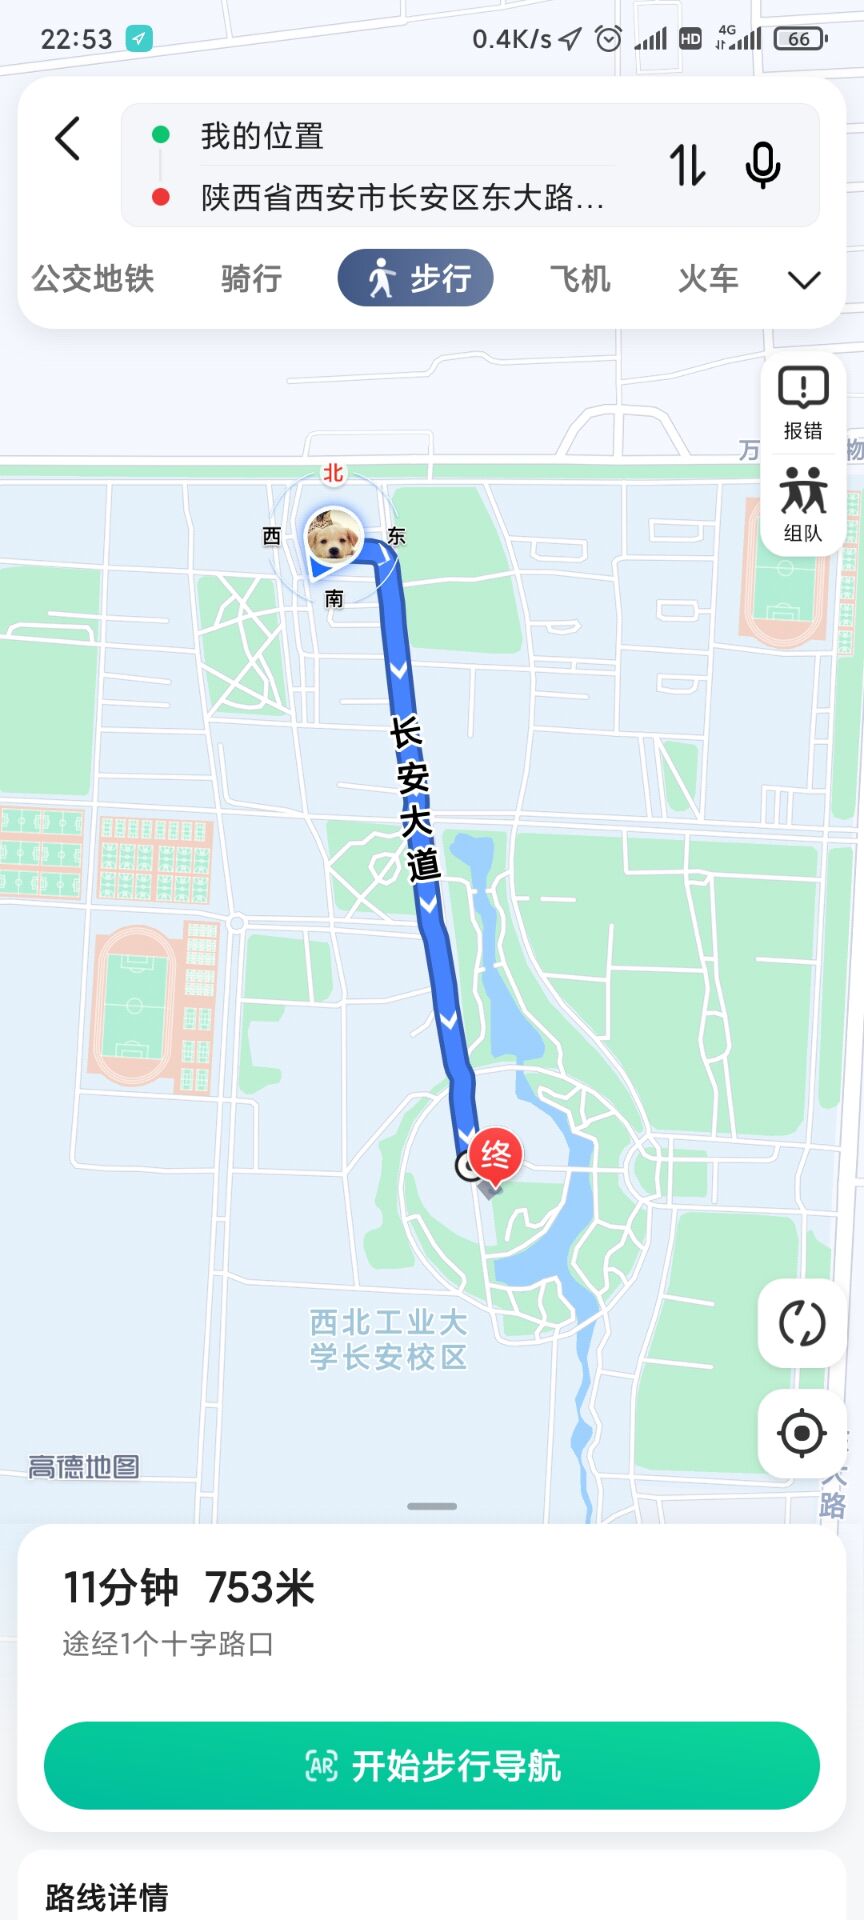 22:53
0.4K/s
HD
4G
66
我的位置
陕西省西安市长安区东大路...
公交地铁
骑行
步行
飞机
火车
报错
万
物
组队
北
西
东
南
长安大道
终
西北工业大
学长安校区
高德地图
大路
11分钟 753米
途经1个十字路口
AR 开始步行导航
路线详情